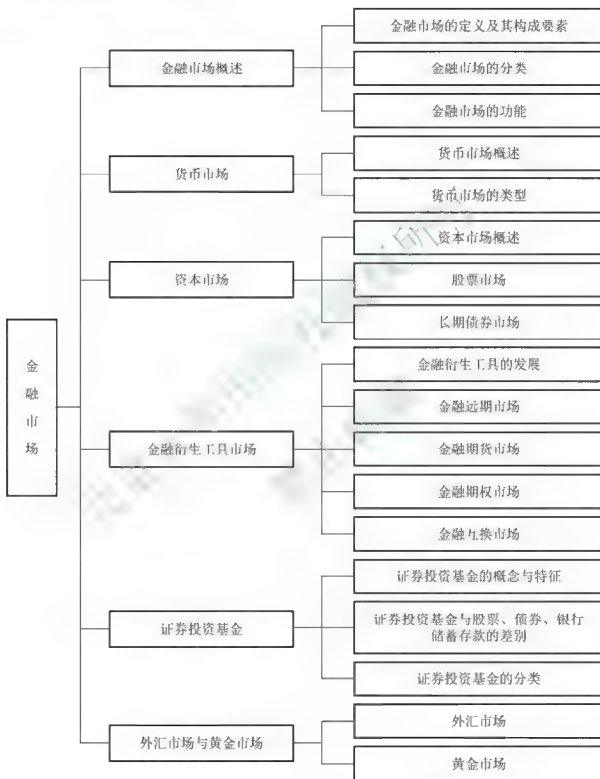 金融市场
金融市场概述
金融市场的定义及其构成要素
金融市场的分类
金融市场的功能
货币市场
货币市场概述
货币市场的类型
资本市场
资本市场概述
股票市场
长期债券市场
金融衍生工具市场
金融衍生工具的发展
金融远期市场
金融期货市场
金融期权市场
金融互换市场
证券投资基金
证券投资基金的概念与特征
证券投资基金与股票、债券、银行
储蓄存款的差别
证券投资基金的分类
外汇市场与黄金市场
外汇市场
黄金市场